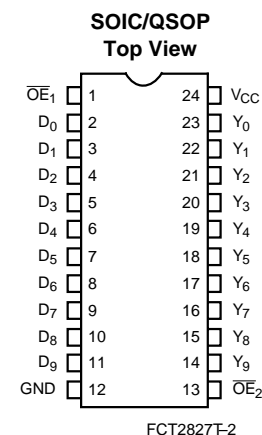 SOIC/QSOP
Top View
OE1 1 24 VCC
D0 2 23 Y0
D1 3 22 Y1
D2 4 21 Y2
D3 5 20 Y3
D4 6 19 Y4
D5 7 18 Y5
D6 8 17 Y6
D7 9 16 Y7
D8 10 15 Y8
D9 11 14 Y9
GND 12 13 OE2
FCT2827T–2